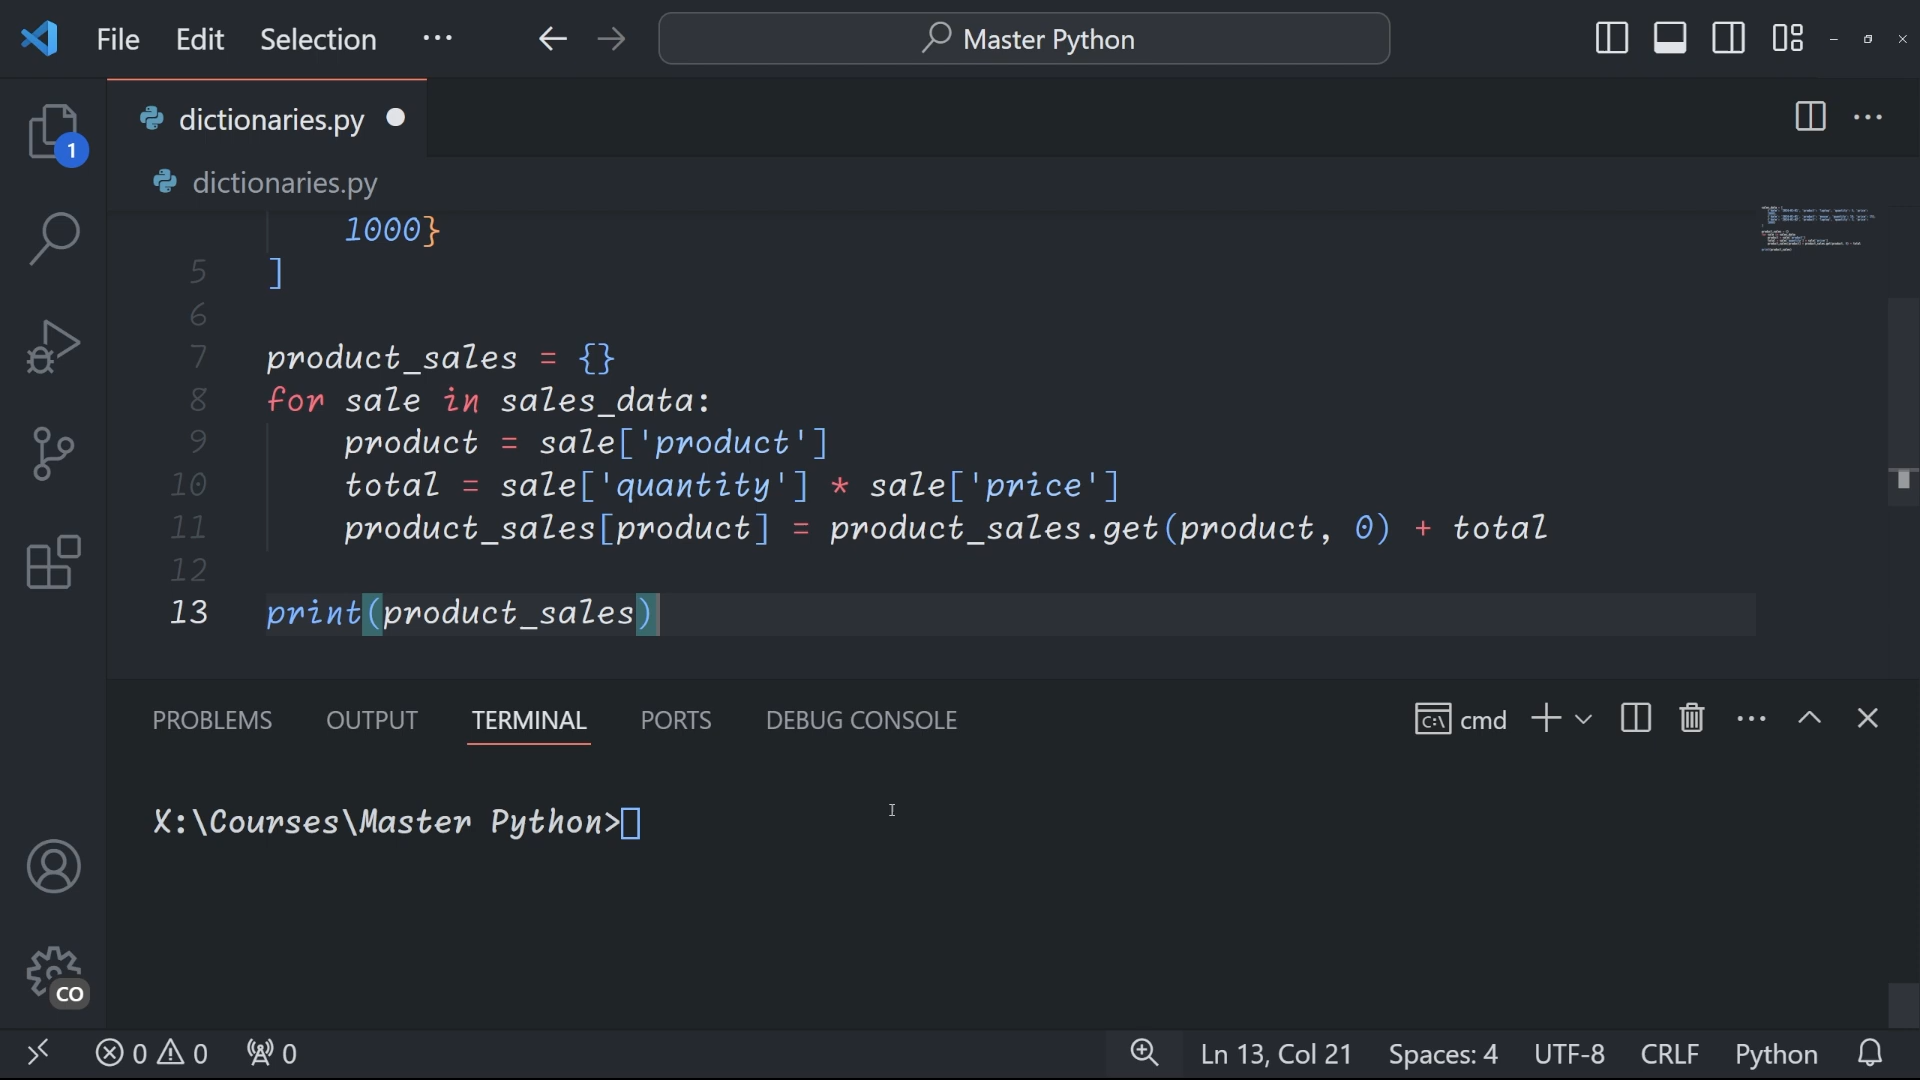 File Edit Selection ··· Master Python
dictionaries.py
1
dictionaries.py
1000}
5 ]
6
7 product_sales = {}
8 for sale in sales_data:
9 product = sale['product']
10 total = sale['quantity'] * sale['price']
11 product_sales[product] = product_sales.get(product, 0) + total
12
13 print(product_sales)
PROBLEMS OUTPUT TERMINAL PORTS DEBUG CONSOLE cmd
X:\Courses\Master Python>
CO
0 0 0 Ln 13, Col 21 Spaces: 4 UTF-8 CRLF Python